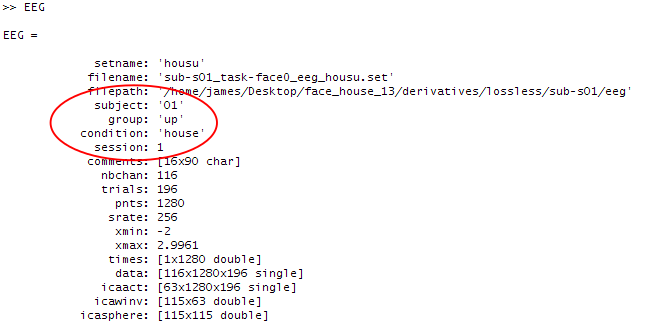 >> EEG
EEG =
setname: 'housu'
filename: 'sub-s01_task-face0_eeg_housu.set'
filepath: '/home/james/Desktop/face_house_13/derivatives/lossless/sub-s01/eeg'
subject: '01'
group: 'up'
condition: 'house'
session: 1
comments: [16x90 char]
nbchan: 116
trials: 196
pnts: 1280
srate: 256
xmin: -2
xmax: 2.9961
times: [1x1280 double]
data: [116x1280x196 single]
icaact: [63x1280x196 single]
icawinv: [115x63 double]
icasphere: [115x115 double]